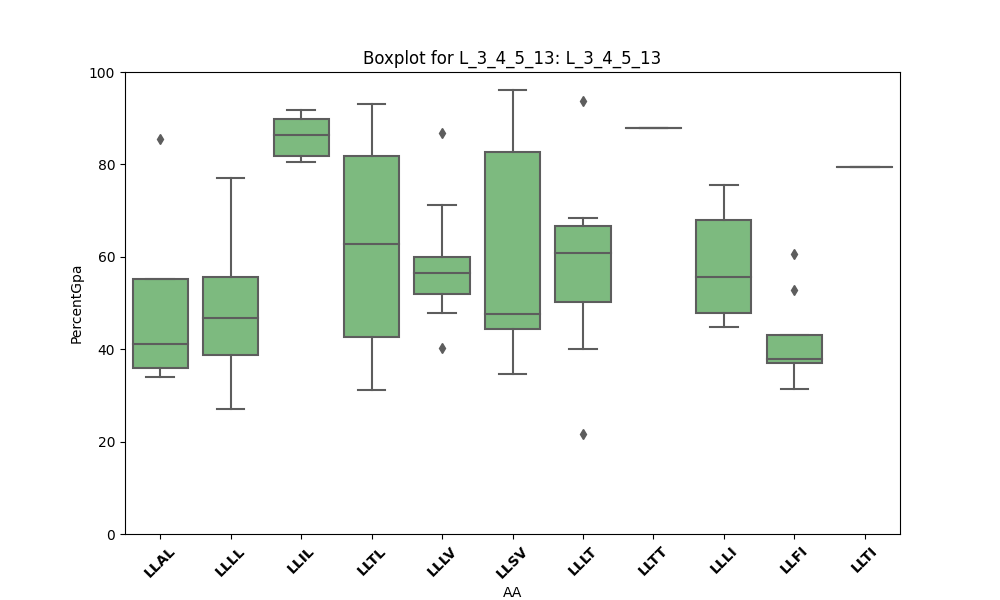 Boxplot for L_3_4_5_13: L_3_4_5_13
100
80
60
40
20
0
PercentGpa
LLAL LLLL LLIL LLTL LLLV LLSV LLLT LLTT LLLI LLFI LLTI
AA